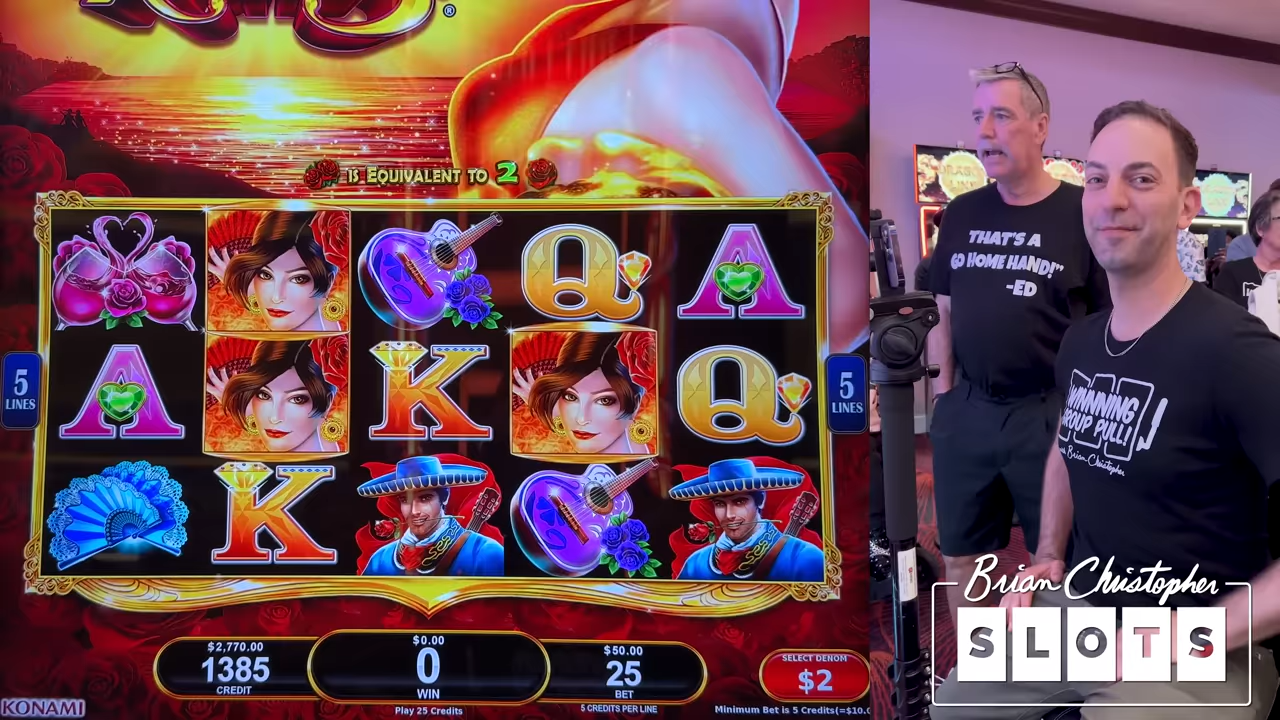 ®
IS EQUIVALENT TO 2
Q A
A K Q
K
5
LINES
5
LINES
$2,770.00
1385
CREDIT
$0.00
0
WIN
Play 25 Credits
$50.00
25
BET
5 CREDITS PER LINE
SELECT DENOM
$2
Minimum Bet is 5 Credits(=$10.0
KONAMI
THAT'S A
GO HOME HAND!"
-ED
WINNNING
GROUP PULL!
Brian Christopher
Brian Christopher
SLOTS